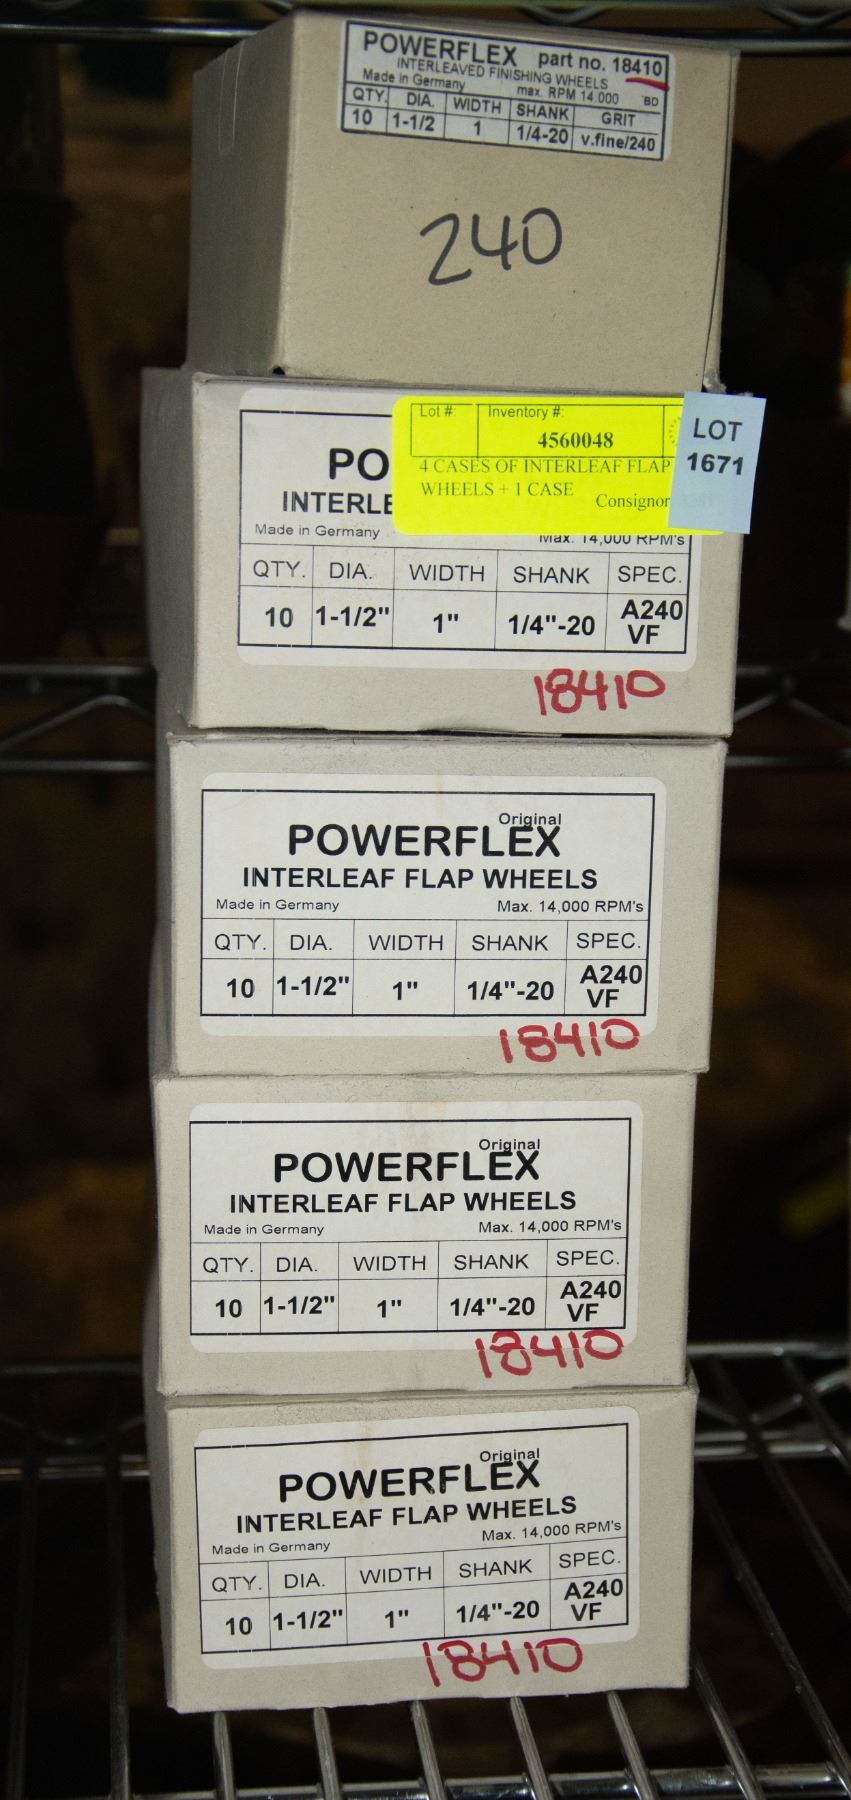 POWERFLEX part no. 18410
INTERLEAVED FINISHING WHEELS
Made in Germany max. RPM 14.000 BD
QTY. DIA. WIDTH SHANK GRIT
10 1-1/2 1 1/4-20 v.fine/240
240
Lot #: Inventory #:
4560048
4 CASES OF INTERLEAF FLAP
WHEELS + 1 CASE
Consignor
LOT
1671
PO
INTERLE
Made in Germany Max. 14,000 RPM's
QTY. DIA. WIDTH SHANK SPEC.
10 1-1/2" 1" 1/4"-20 A240
VF
18410
Original
POWERFLEX
INTERLEAF FLAP WHEELS
Made in Germany Max. 14,000 RPM's
QTY. DIA. WIDTH SHANK SPEC.
10 1-1/2" 1" 1/4"-20 A240
VF
18410
Original
POWERFLEX
INTERLEAF FLAP WHEELS
Made in Germany Max. 14,000 RPM's
QTY. DIA. WIDTH SHANK SPEC.
10 1-1/2" 1" 1/4"-20 A240
VF
18410
Original
POWERFLEX
INTERLEAF FLAP WHEELS
Made in Germany Max. 14,000 RPM's
QTY. DIA. WIDTH SHANK SPEC.
10 1-1/2" 1" 1/4"-20 A240
VF
18410